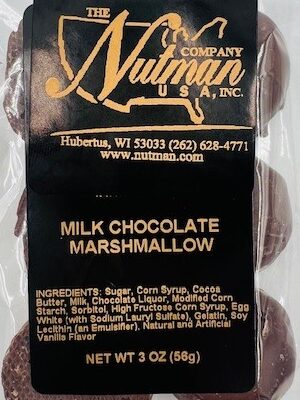 THE
Nutman
COMPANY
USA, INC.
Hubertus, WI 53033 (262) 628-4771
www.nutman.com
MILK CHOCOLATE
MARSHMALLOW
INGREDIENTS: Sugar, Corn Syrup, Cocoa
Butter, Milk, Chocolate Liquor, Modified Corn
Starch, Sorbitol, High Fructose Corn Syrup, Egg
White (with Sodium Lauryl Sulfate), Gelatin, Soy
Lecithin (an Emulsifier), Natural and Artificial
Vanilla Flavor
NET WT 3 OZ (56g)